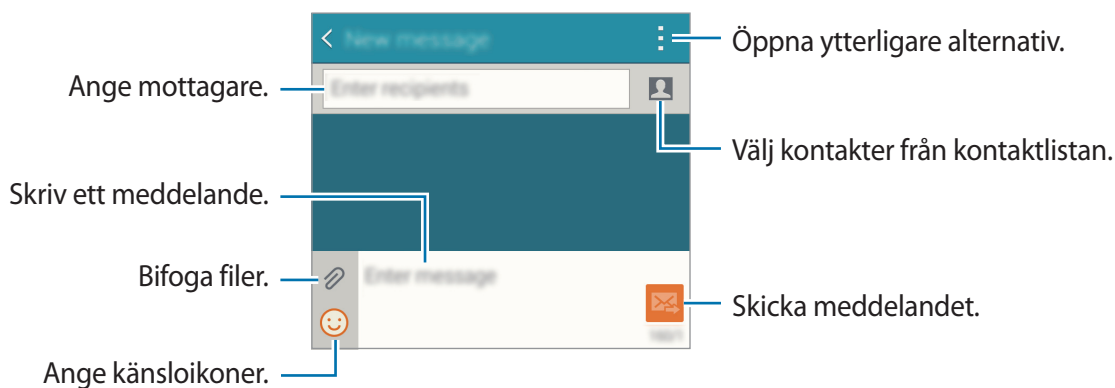 New message
Öppna ytterligare alternativ.
Ange mottagare.
Enter recipients
Välj kontakter från kontaktlistan.
Skriv ett meddelande.
Bifoga filer.
Enter message
Skicka meddelandet.
Ange känsloikoner.